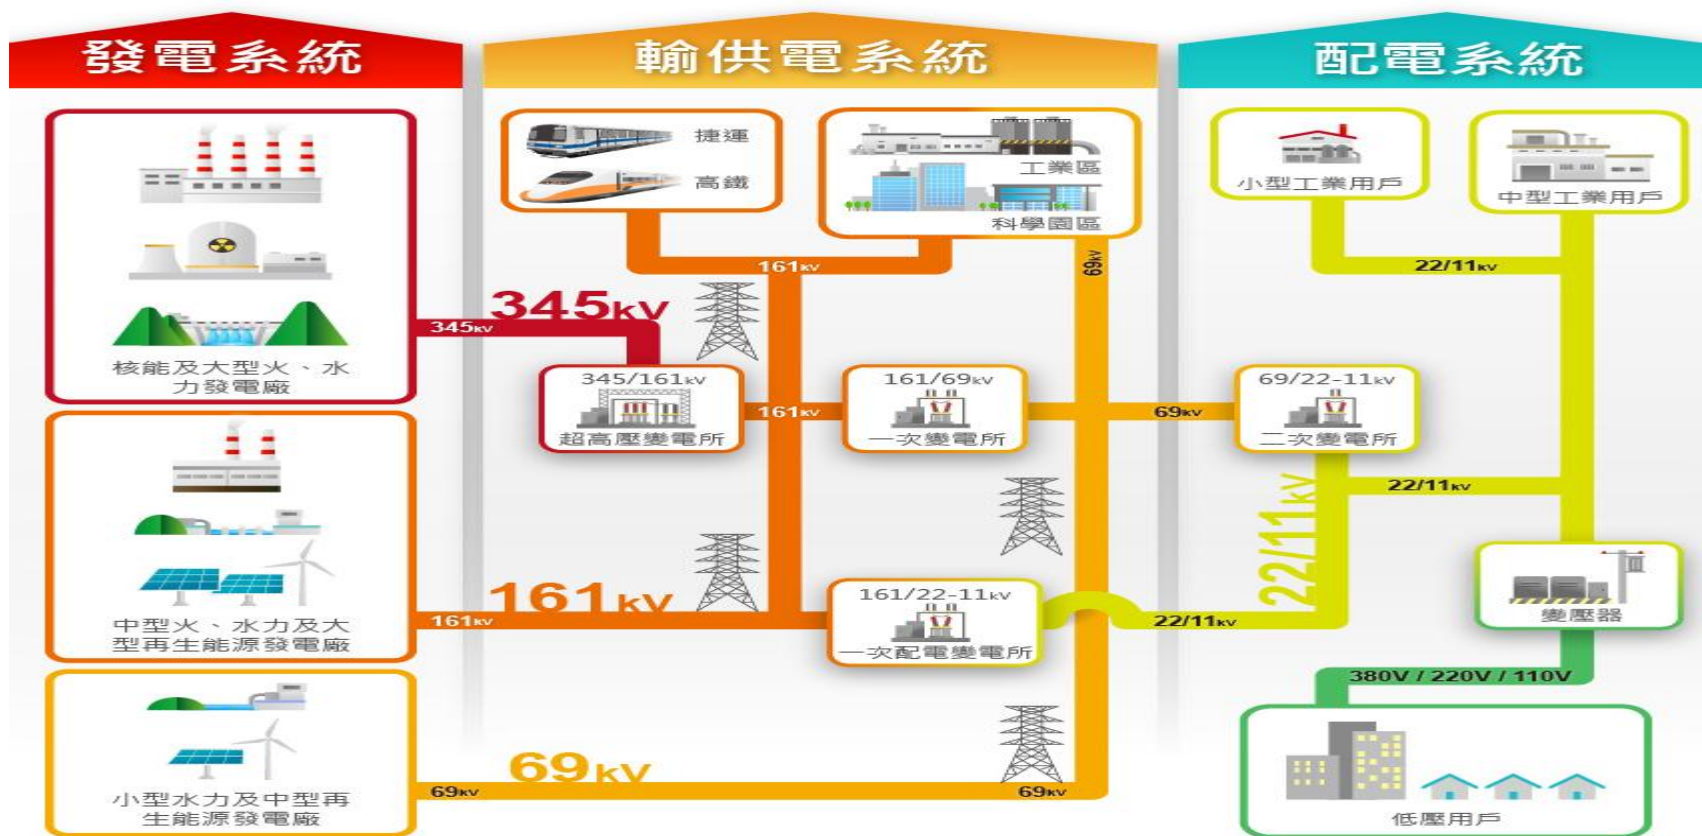 發電系統
輸供電系統
配電系統
捷運
高鐵
工業區
科學園區
小型工業用戶
中型工業用戶
161kV
69kV
22/11kV
345kV
345kV
核能及大型火、水
力發電廠
345/161kV
超高壓變電所
161kV
161/69kV
一次變電所
69kV
69/22-11kV
二次變電所
22/11kV
22/11kV
中型火、水力及大
型再生能源發電廠
161kV
161kV
161/22-11kV
一次配電變電所
22/11kV
變壓器
380V / 220V / 110V
小型水力及中型再
生能源發電廠
69kV
69kV
69kV
低壓用戶